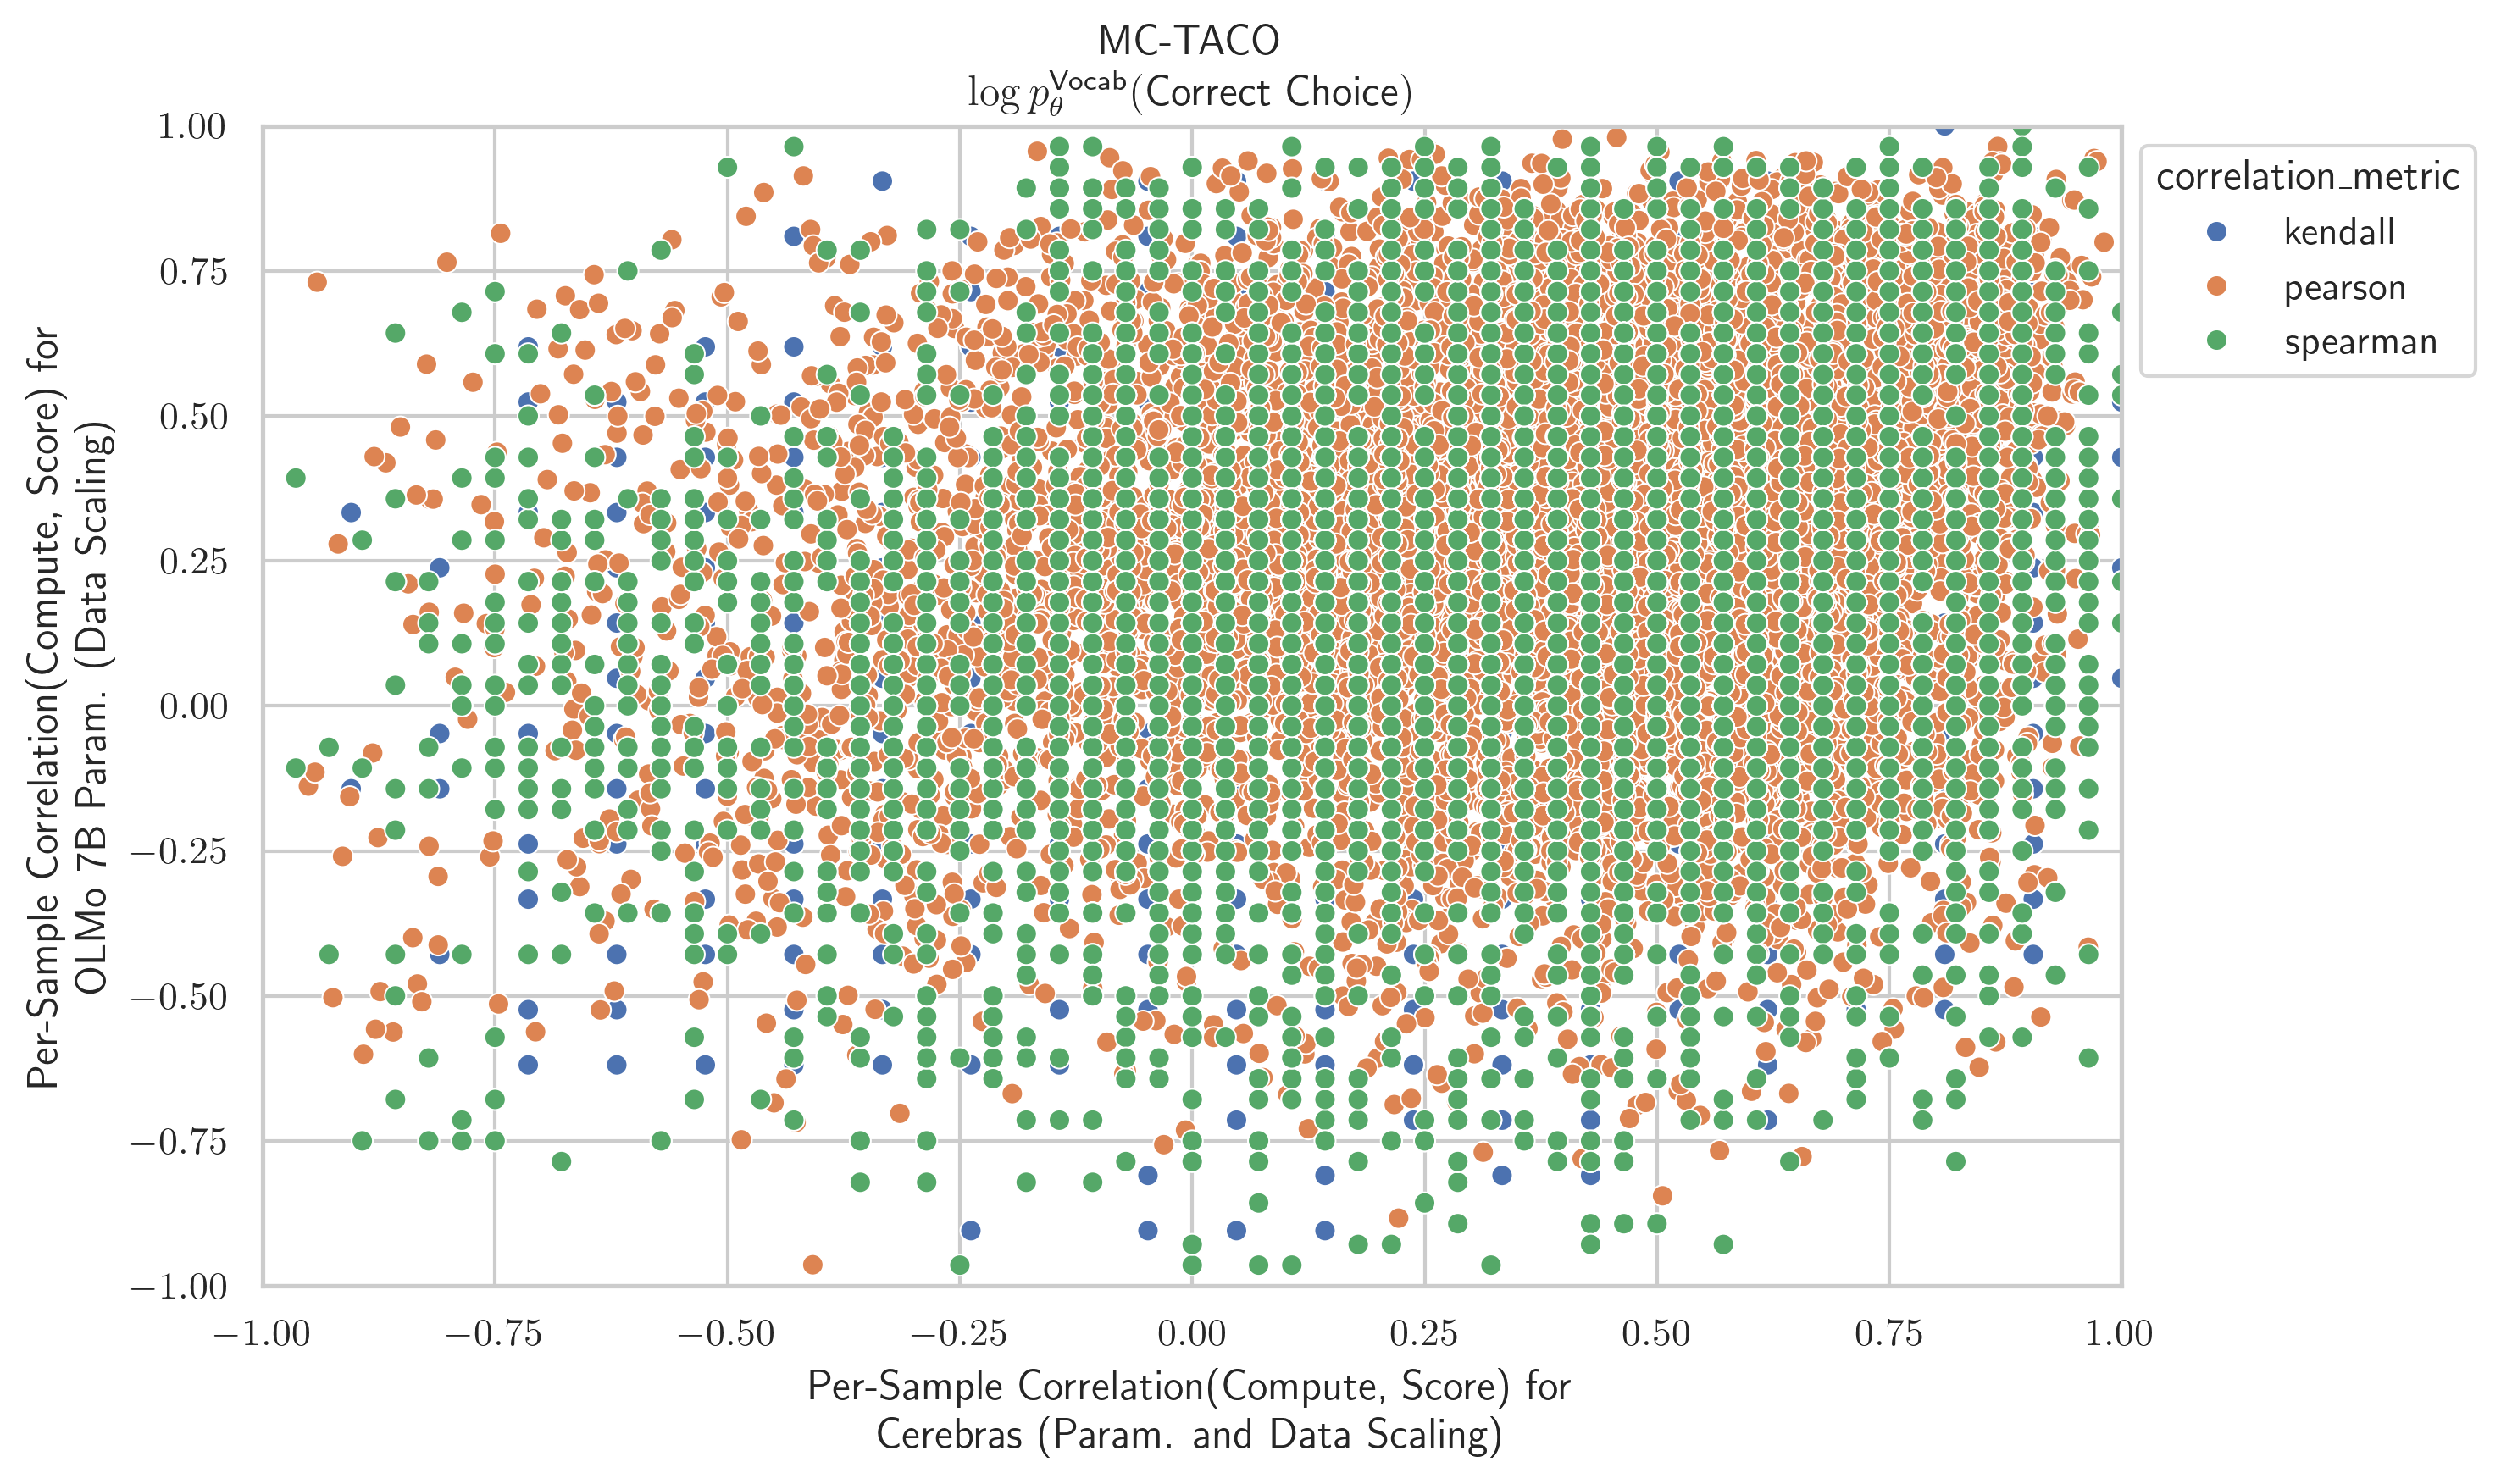 MC-TACO
log p_θ^Vocab(Correct Choice)
1.00
0.75
0.50
0.25
0.00
−0.25
−0.50
−0.75
−1.00
Per-Sample Correlation(Compute, Score) for
OLMo 7B Param. (Data Scaling)
−1.00 −0.75 −0.50 −0.25 0.00 0.25 0.50 0.75 1.00
Per-Sample Correlation(Compute, Score) for
Cerebras (Param. and Data Scaling)
correlation_metric
kendall
pearson
spearman